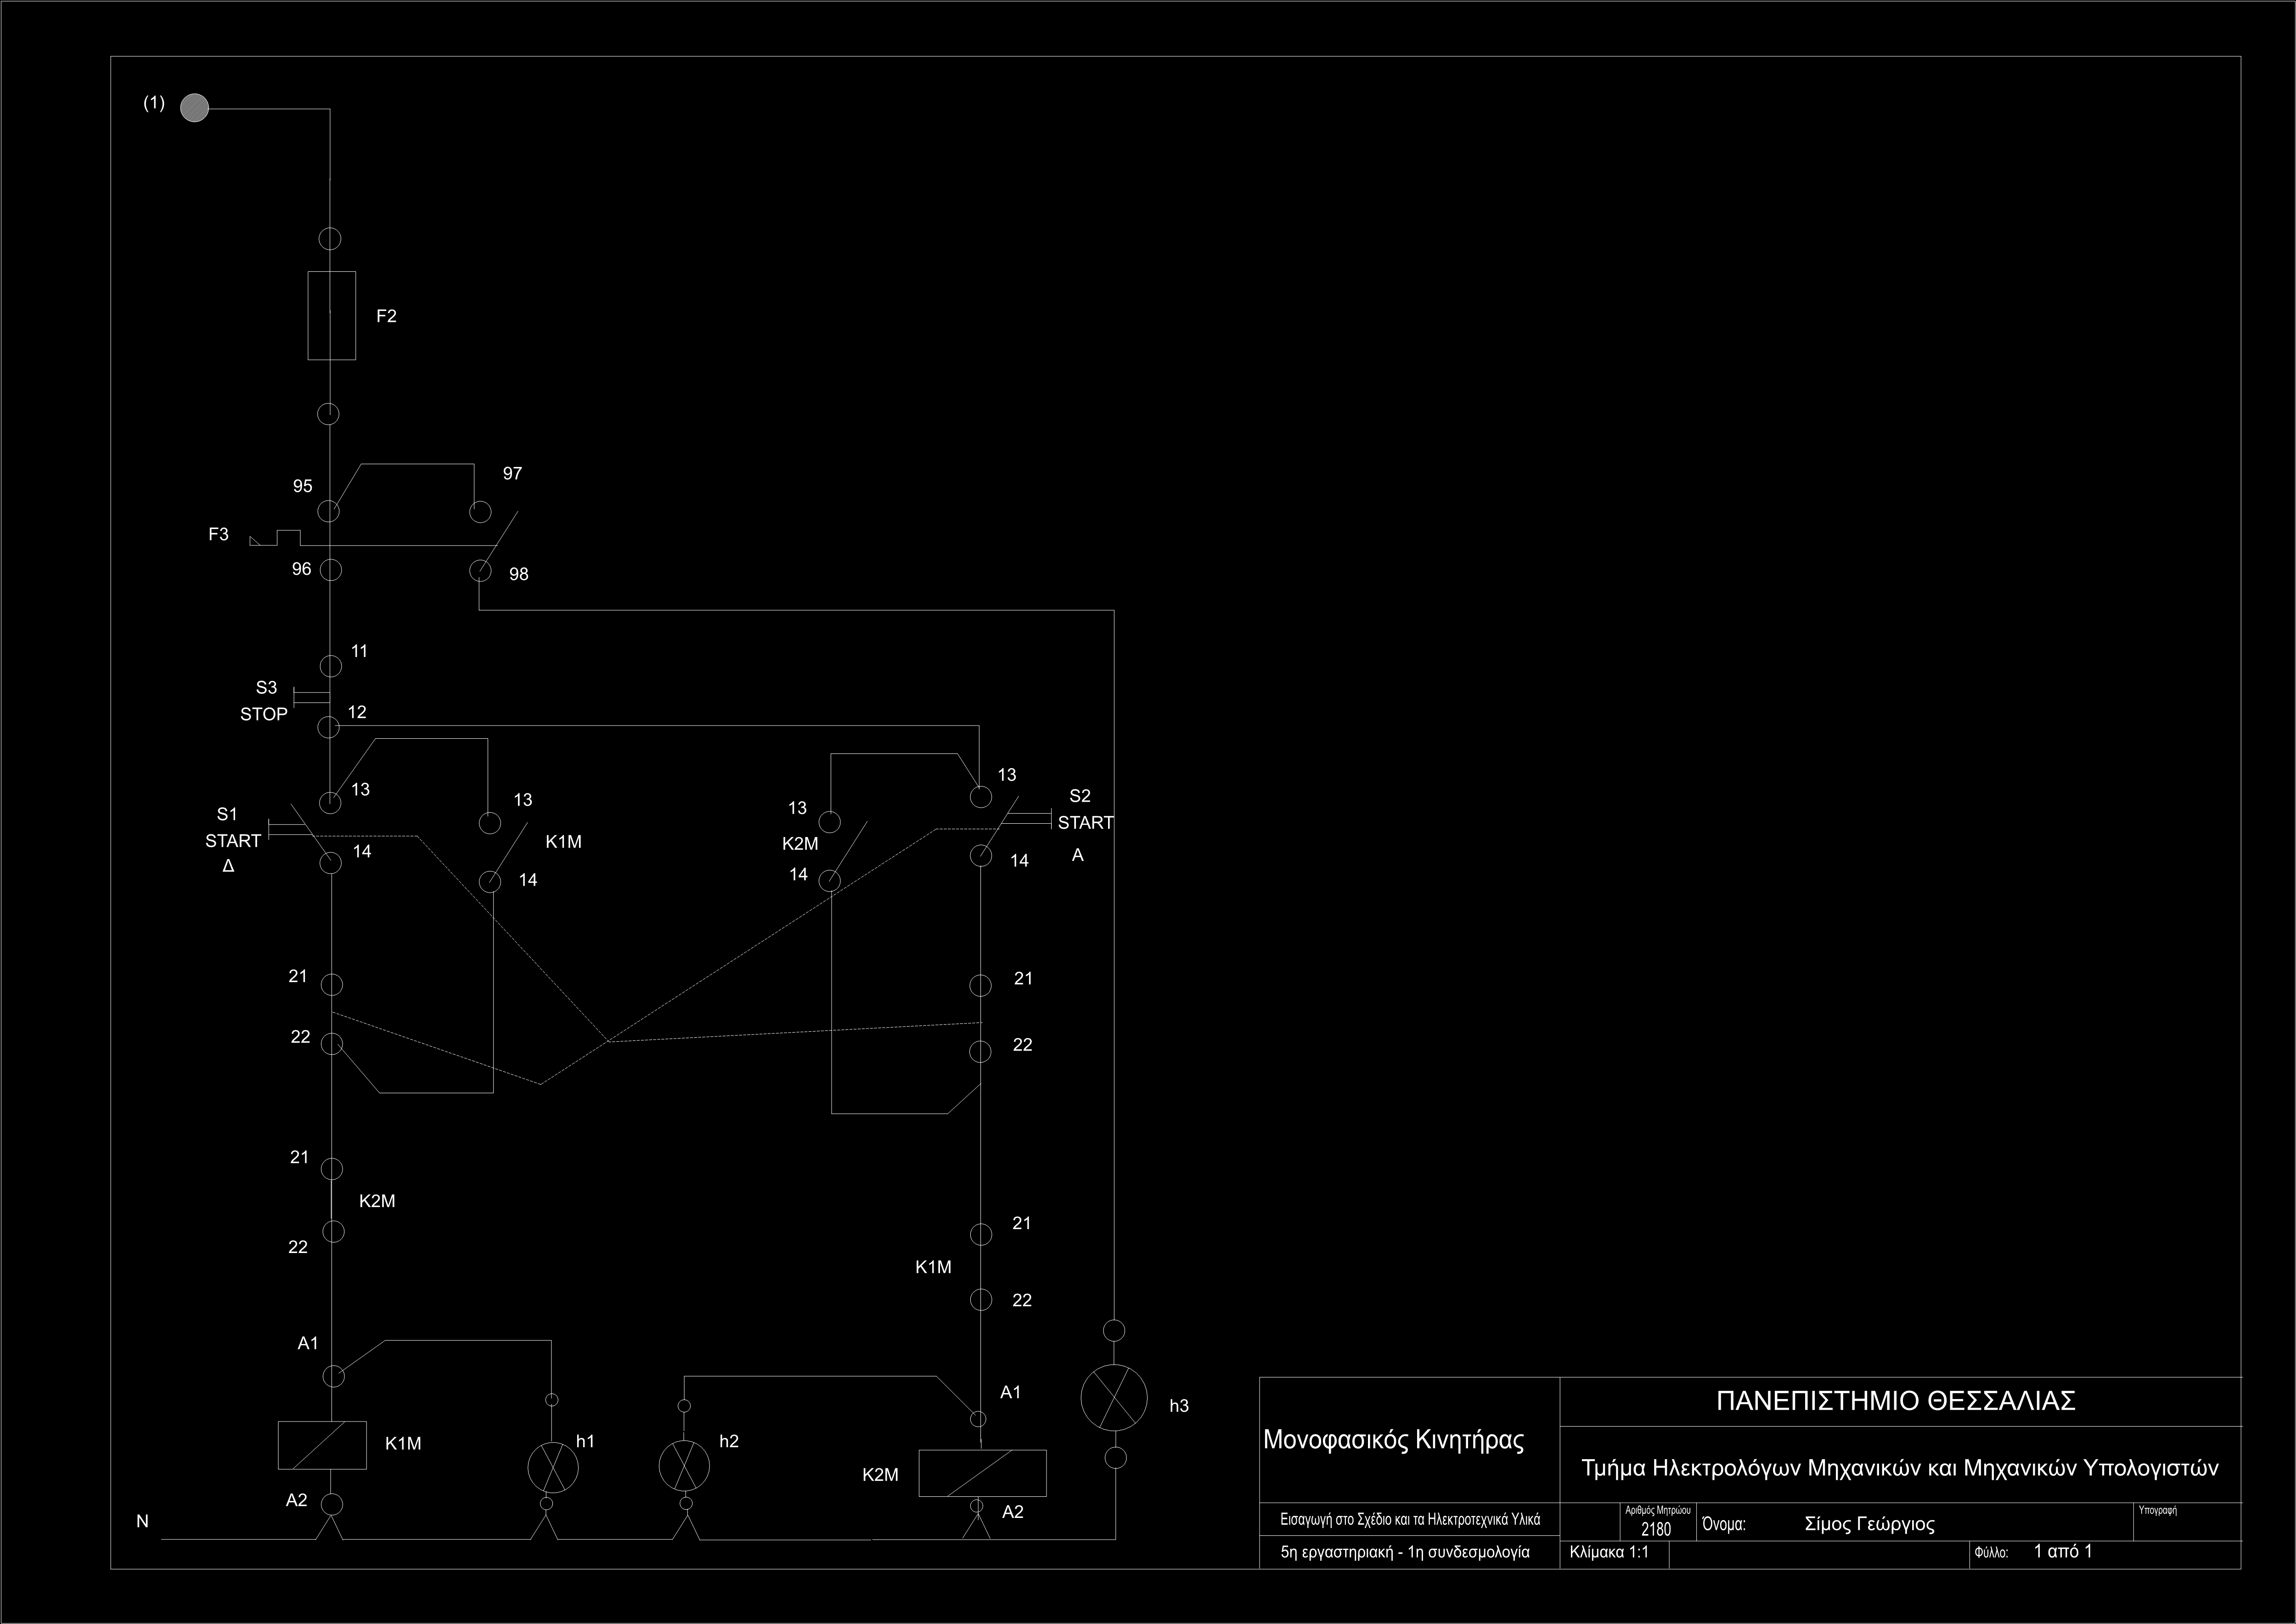 (1)
F2
97
95
F3
96
98
11
S3
STOP
12
13
13
S1
START
Δ
14
13
K1M
14
13
K2M
14
S2
START
A
14
21
22
21
22
21
K2M
22
21
K1M
22
A1
A1
K1M
h1
h2
K2M
h3
A2
A2
N
Μονοφασικός Κινητήρας
ΠΑΝΕΠΙΣΤΗΜΙΟ ΘΕΣΣΑΛΙΑΣ
Τμήμα Ηλεκτρολόγων Μηχανικών και Μηχανικών Υπολογιστών
Εισαγωγή στο Σχέδιο και τα Ηλεκτροτεχνικά Υλικά
Αριθμός Μητρώου
2180
Όνομα: Σίμος Γεώργιος
Υπογραφή
5η εργαστηριακή - 1η συνδεσμολογία
Κλίμακα 1:1
Φύλλο: 1 από 1